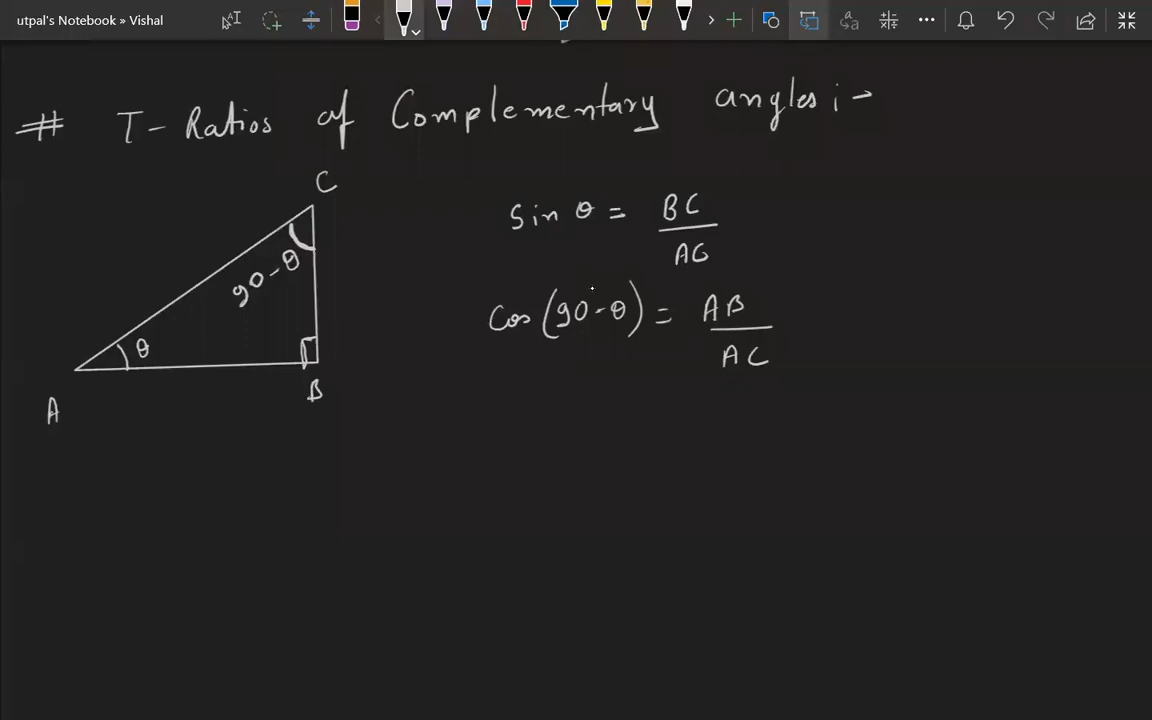 utpal's Notebook » Vishal
# T-Ratios of Complementary angles :-
C
Sin θ = BC
AC
90-θ
cos (90-θ) = AB
AC
θ
B
A